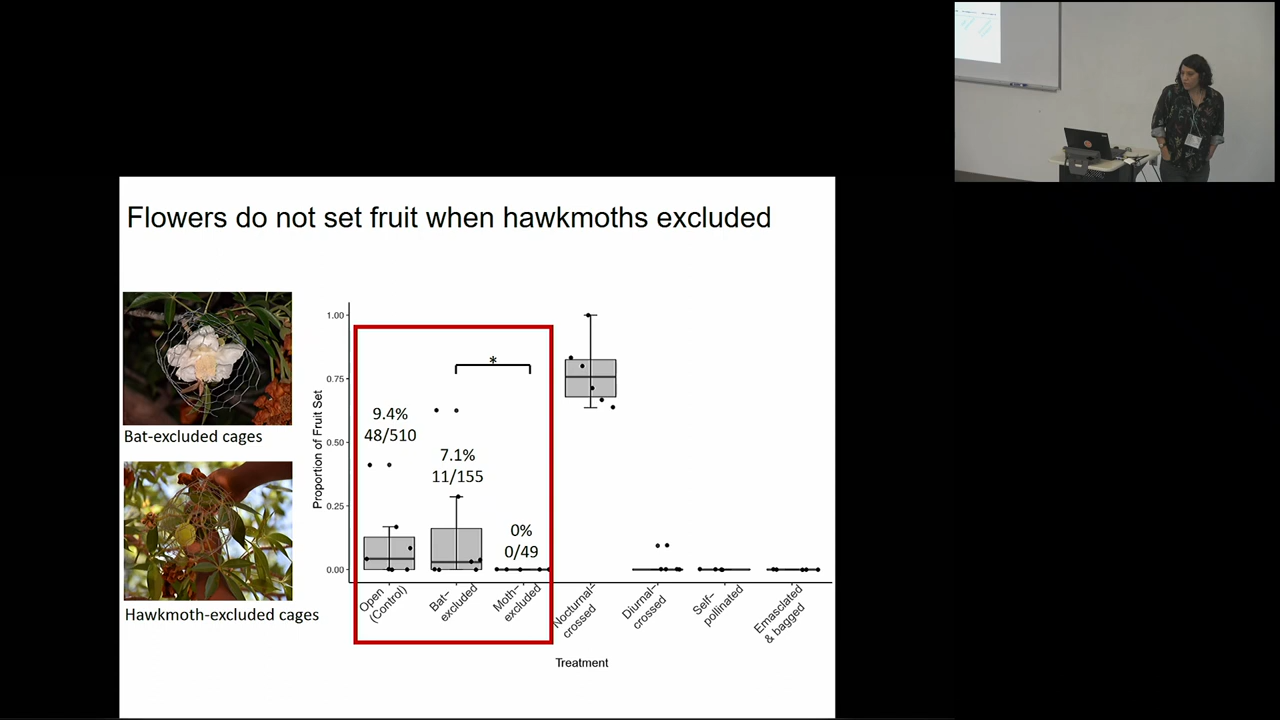 Flowers do not set fruit when hawkmoths excluded
Bat-excluded cages
Hawkmoth-excluded cages
Proportion of Fruit Set
1.00
0.75
0.50
0.25
0.00
9.4%
48/510
7.1%
11/155
0%
0/49
*
Open
(Control)
Bat–
excluded
Moth–
excluded
Nocturnal–
crossed
Diurnal–
crossed
Self–
pollinated
Emasclated
& bagged
Treatment